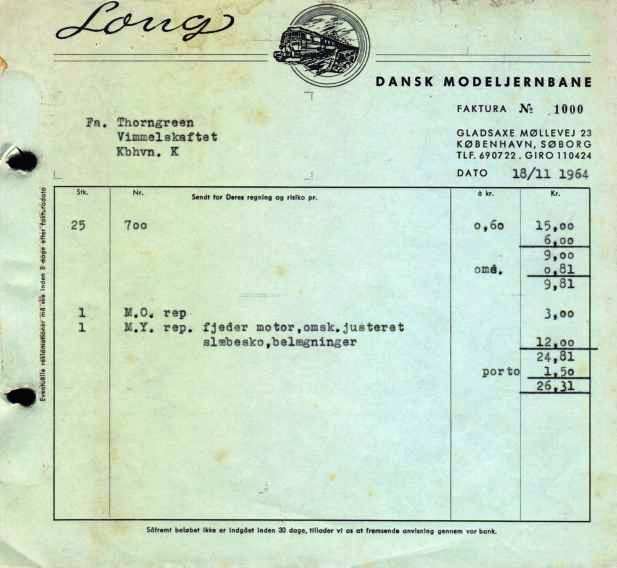 Long
DANSK MODELJERNBANE
FAKTURA № 1000
Fa. Thorngreen
Vimmelskaftet
Kbhvn. K
GLADSAXE MØLLEVEJ 23
KØBENHAVN, SØBORG
TLF. 690722 . GIRO 110424
DATO 18/11 1964
Stk. Nr. Sendt for Deres regning og risiko pr. à kr. Kr.
25 700 0,60 15,00
6,00
9,00
omś. 0,81
9,81
1 M.O. rep 3,00
1 M.Y. rep. fjeder motor,omsk.justeret
slæbesko,belægninger 12,00
24,81
porto 1,50
26,31
Eventuelle reklamationer må ske inden 8 dage efter fakturadato
Såfremt beløbet ikke er indgået inden 30 dage, tillader vi os at fremsende anvisning gennem vor bank.